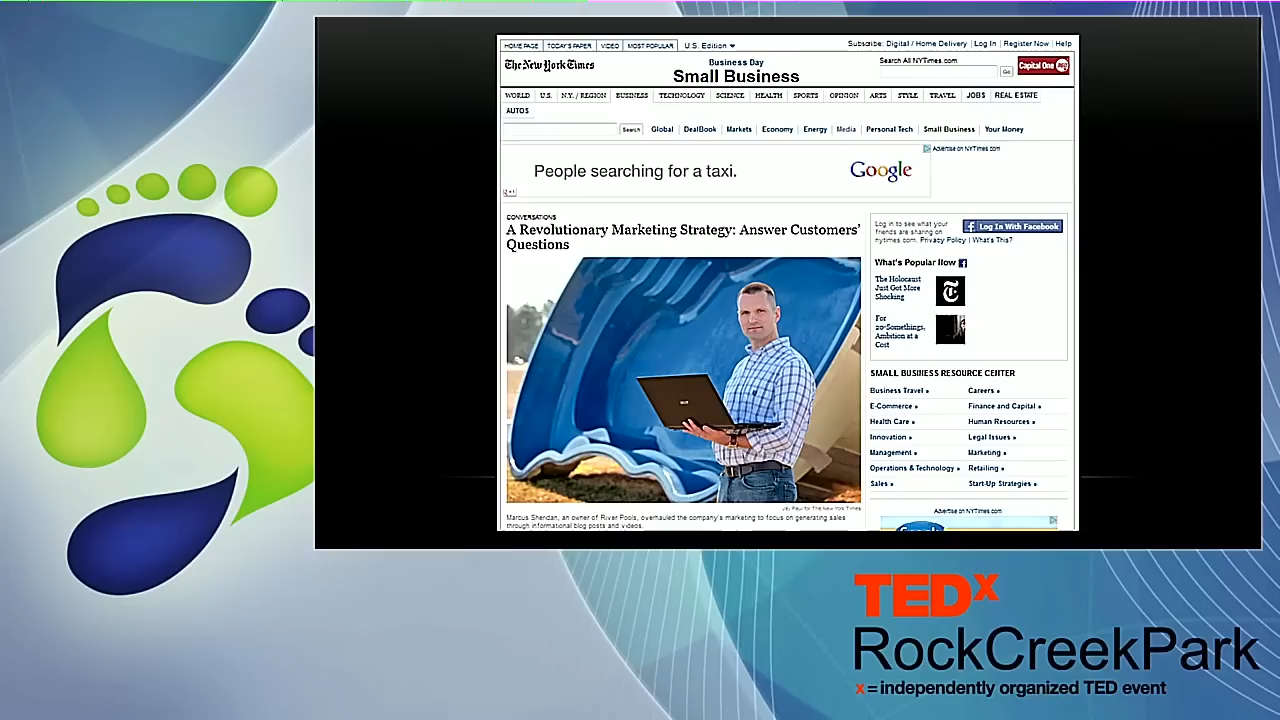 HOME PAGE TODAY'S PAPER VIDEO MOST POPULAR U.S. Edition
Subscribe: Digital / Home Delivery Log In Register Now Help
The New York Times
Business Day
Small Business
Search All NYTimes.com
Go
Capital One
WORLD U.S. N.Y. / REGION BUSINESS TECHNOLOGY SCIENCE HEALTH SPORTS OPINION ARTS STYLE TRAVEL JOBS REAL ESTATE
AUTOS
Search Global DealBook Markets Economy Energy Media Personal Tech Small Business Your Money
Advertise on NYTimes.com
People searching for a taxi.
Google
CONVERSATIONS
A Revolutionary Marketing Strategy: Answer Customers'
Questions
Jay Paul for The New York Times
Marcus Sheridan, an owner of River Pools, overhauled the company's marketing to focus on generating sales
through informational blog posts and videos.
Log in to see what your
friends are sharing on
nytimes.com. Privacy Policy | What's This?
Log In With Facebook
What's Popular Now
The Holocaust
Just Got More
Shocking
For
20-Somethings,
Ambition at a
Cost
SMALL BUSINESS RESOURCE CENTER
Business Travel » Careers »
E-Commerce » Finance and Capital »
Health Care » Human Resources »
Innovation » Legal Issues »
Management » Marketing »
Operations & Technology » Retailing »
Sales » Start-Up Strategies »
Advertise on NYTimes.com
TEDx
RockCreekPark
x = independently organized TED event